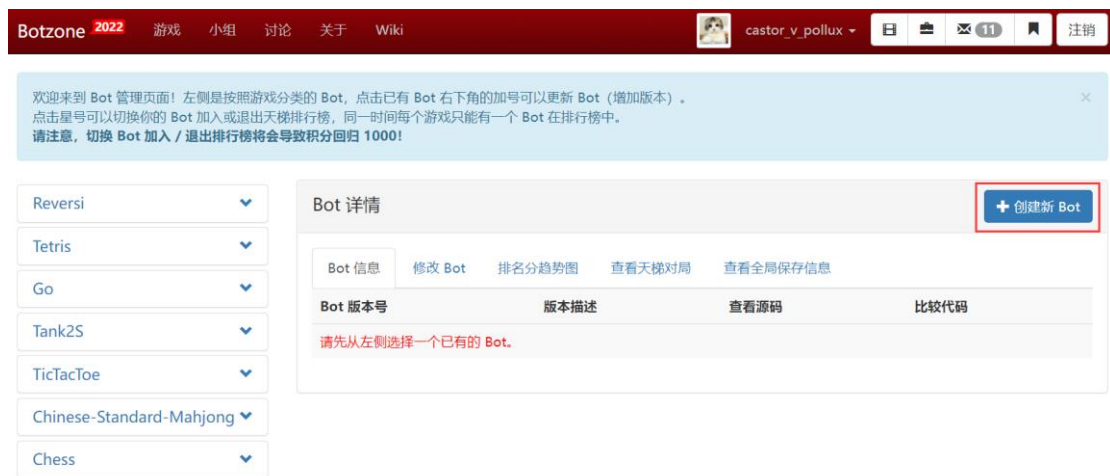 Botzone 2022 游戏 小组 讨论 关于 Wiki castor_v_pollux 11 注销
欢迎来到 Bot 管理页面！左侧是按照游戏分类的 Bot，点击已有 Bot 右下角的加号可以更新 Bot（增加版本）。
点击星号可以切换你的 Bot 加入或退出天梯排行榜，同一时间每个游戏只能有一个 Bot 在排行榜中。
请注意，切换 Bot 加入 / 退出排行榜将会导致积分回归 1000！
Reversi
Tetris
Go
Tank2S
TicTacToe
Chinese-Standard-Mahjong
Chess
Bot 详情
创建新 Bot
Bot 信息 修改 Bot 排名分趋势图 查看天梯对局 查看全局保存信息
Bot 版本号 版本描述 查看源码 比较代码
请先从左侧选择一个已有的 Bot。